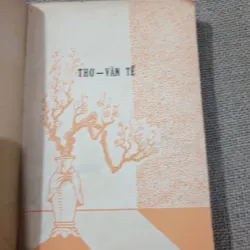 THƠ — VĂN TẾ